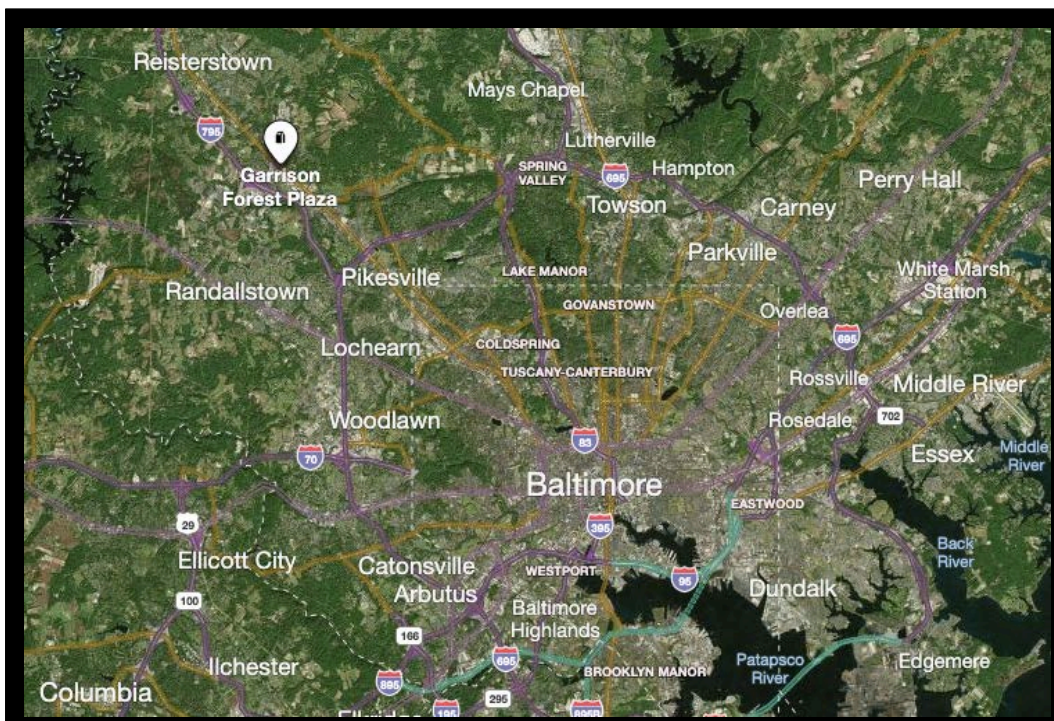 Reisterstown
Mays Chapel
795
Lutherville
Garrison
Forest Plaza
SPRING
VALLEY
695
Hampton
Towson
Perry Hall
Carney
Parkville
Pikesville
LAKE MANOR
White Marsh
Station
Randallstown
GOVANSTOWN
Overlea
Lochearn
COLDSPRING
695
TUSCANY-CANTERBURY
Rossville
Middle River
Woodlawn
Rosedale
702
83
70
Essex
Middle
River
Baltimore
EASTWOOD
29
395
Ellicott City
Catonsville
WESTPORT
95
Back
River
Arbutus
Dundalk
100
Baltimore
Highlands
166
Ilchester
695
BROOKLYN MANOR
Patapsco
River
Edgemere
Columbia
895
295
195
895B